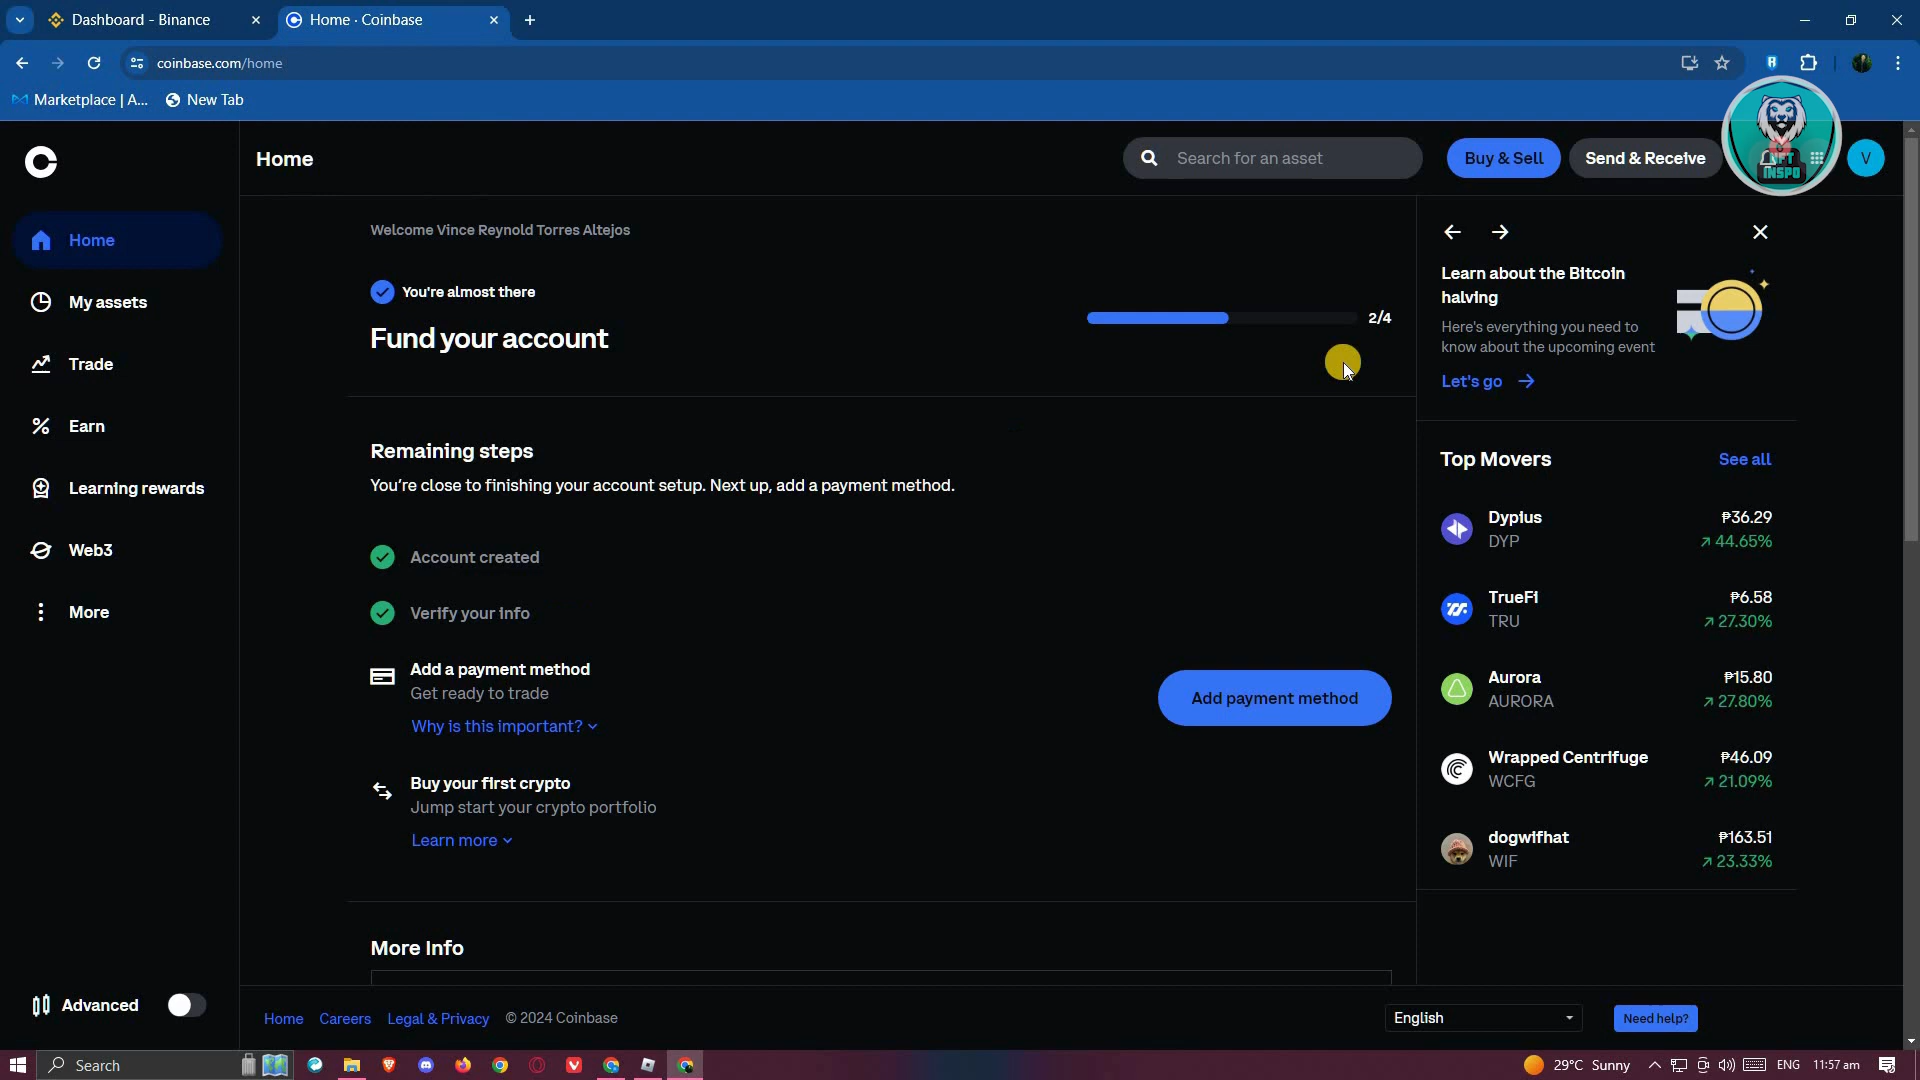 Dashboard - Binance
Home · Coinbase
coinbase.com/home
Marketplace | A...
New Tab
Home
Search for an asset
Buy & Sell
Send & Receive
NFT
INSPO
V
Home
My assets
Trade
Earn
Learning rewards
Web3
More
Advanced
Welcome Vince Reynold Torres Altejos
You're almost there
Fund your account
2/4
Remaining steps
You're close to finishing your account setup. Next up, add a payment method.
Account created
Verify your info
Add a payment method
Get ready to trade
Why is this important?
Add payment method
Buy your first crypto
Jump start your crypto portfolio
Learn more
More Info
Learn about the Bitcoin
halving
Here's everything you need to
know about the upcoming event
Let's go
Top Movers
See all
Dypius
₱36.29
DYP
↗ 44.65%
TrueFi
₱6.58
TRU
↗ 27.30%
Aurora
₱15.80
AURORA
↗ 27.80%
Wrapped Centrifuge
₱46.09
WCFG
↗ 21.09%
dogwifhat
₱163.51
WIF
↗ 23.33%
Home
Careers
Legal & Privacy
© 2024 Coinbase
English
Need help?
Search
29°C Sunny
ENG
11:57 am